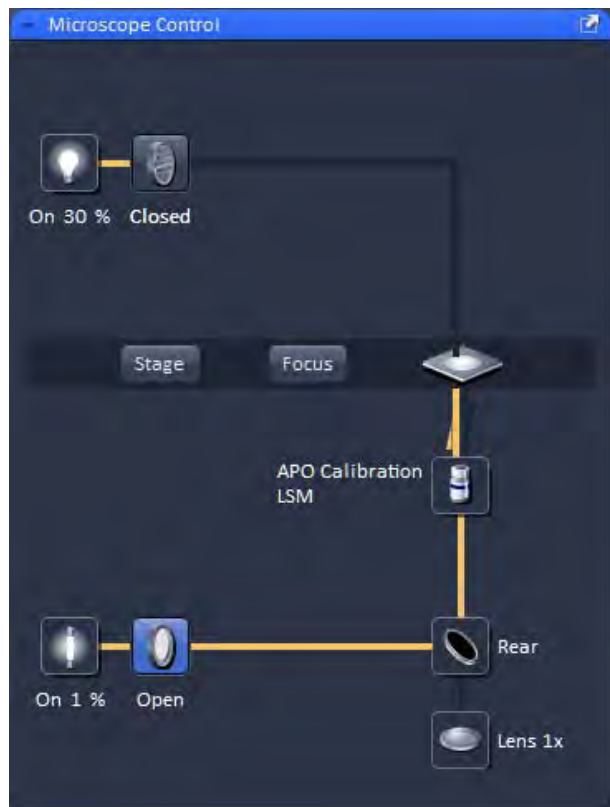 Microscope Control
On 30 % Closed
Stage Focus
APO Calibration
LSM
Rear
On 1 % Open
Lens 1x